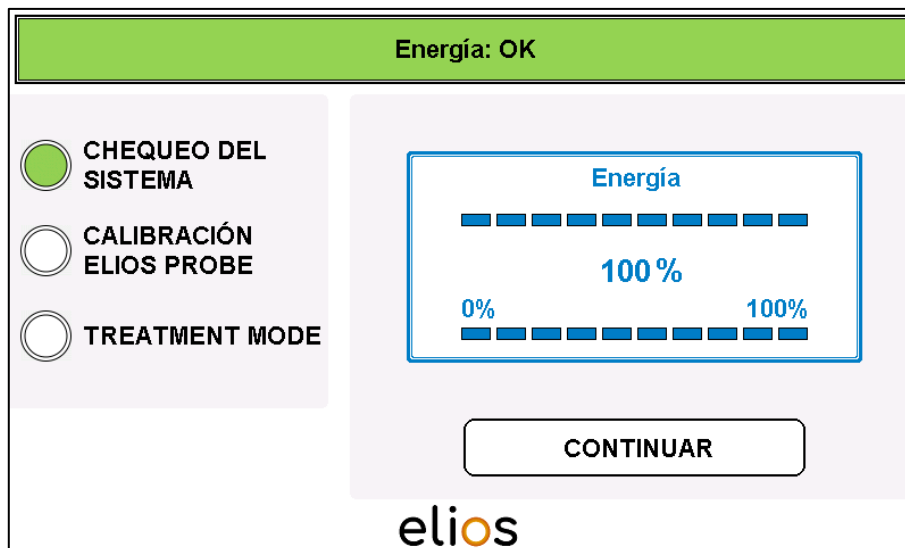 Energía: OK
CHEQUEO DEL
SISTEMA
CALIBRACIÓN
ELIOS PROBE
TREATMENT MODE
Energía
100 %
0% 100%
CONTINUAR
elios